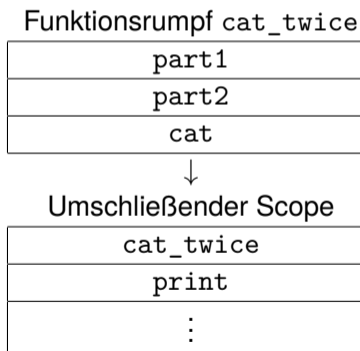 Funktionsrumpf cat_twice
part1
part2
cat
↓
Umschließender Scope
cat_twice
print
⋮